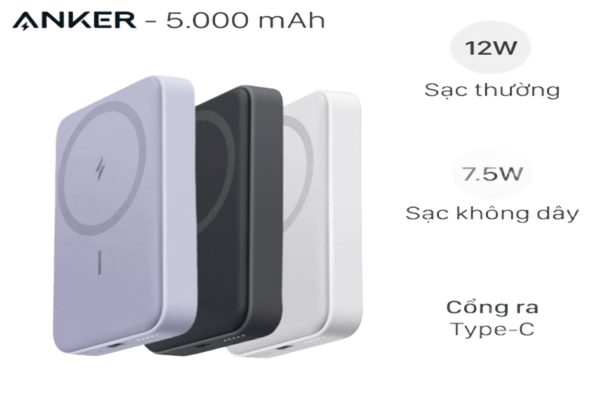 ANKER - 5.000 mAh
12W
Sạc thường
7.5W
Sạc không dây
Cổng ra
Type-C